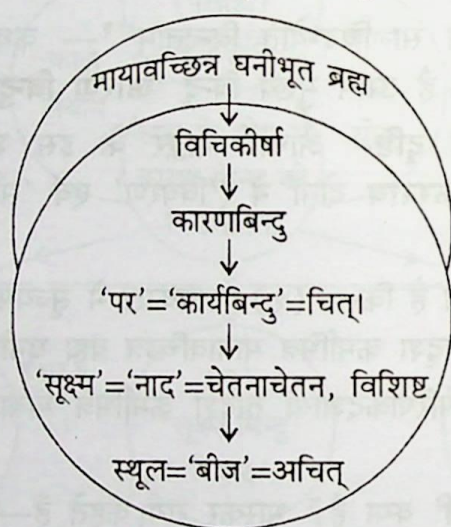 मायावच्छिन्न घनीभूत ब्रह्म
↓
विचिकीर्षा
↓
कारणबिन्दु
↓
‘पर’=‘कार्यबिन्दु’=चित्।
↓
‘सूक्ष्म’=‘नाद’=चेतनाचेतन, विशिष्ट
↓
स्थूल=‘बीज’=अचित्